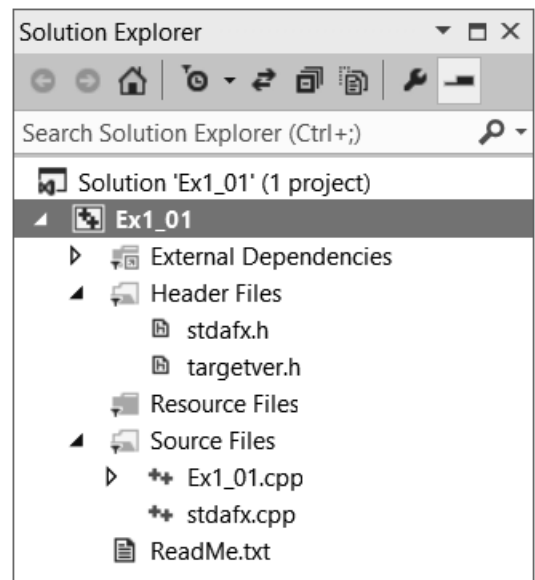 Solution Explorer
Search Solution Explorer (Ctrl+;)
Solution 'Ex1_01' (1 project)
Ex1_01
External Dependencies
Header Files
stdafx.h
targetver.h
Resource Files
Source Files
Ex1_01.cpp
stdafx.cpp
ReadMe.txt